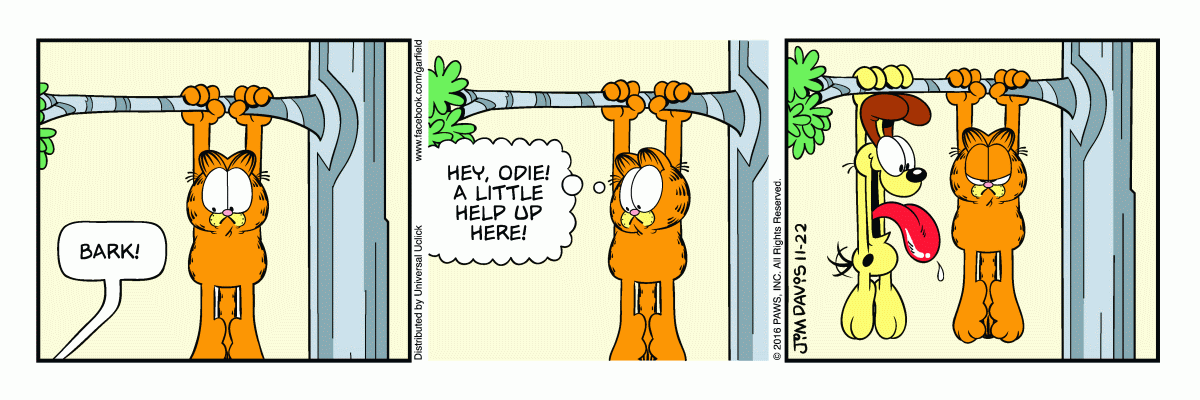 BARK!
www.facebook.com/garfield
Distributed by Universal Uclick
HEY, ODIE!
A LITTLE
HELP UP
HERE!
© 2016 PAWS, INC. All Rights Reserved.
JIM DAVIS 11-22